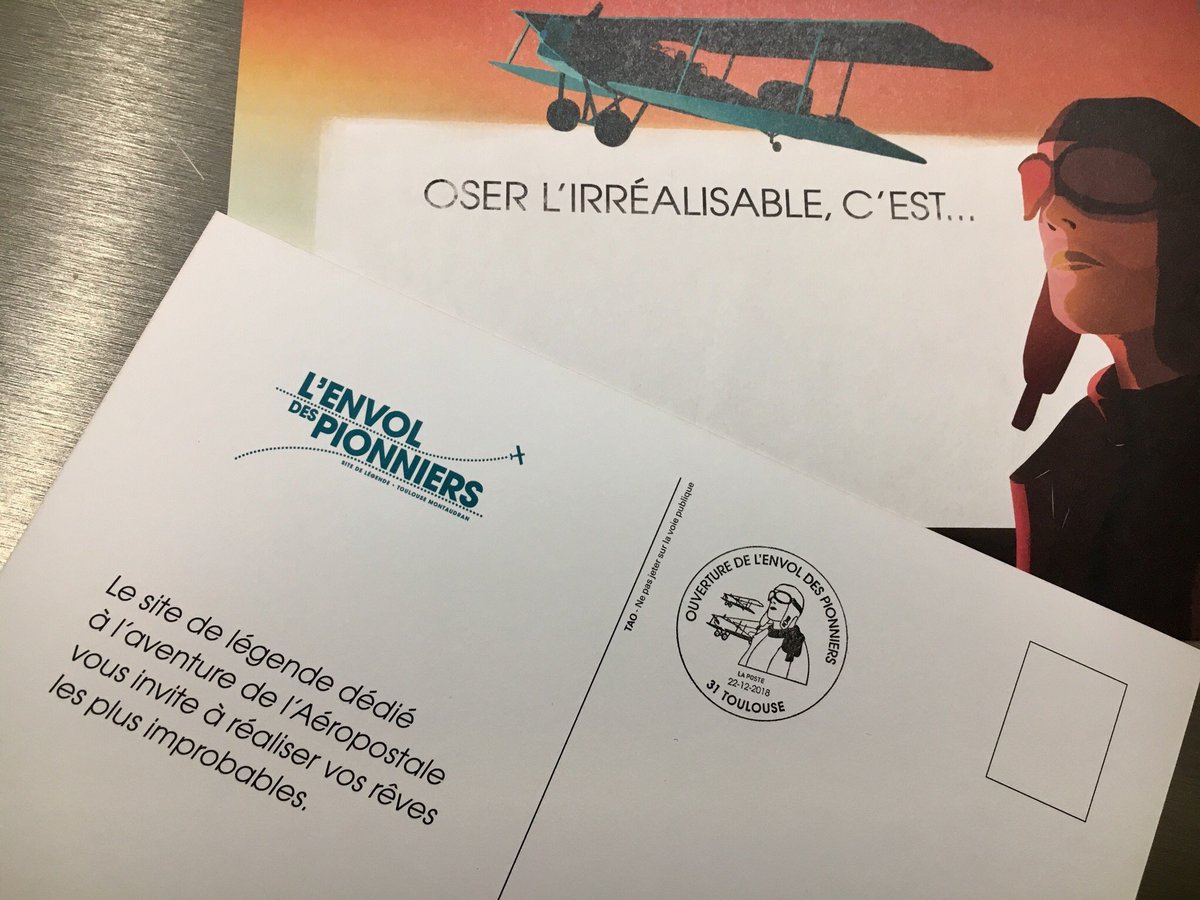 OSER L'IRRÉALISABLE, C'EST...
L'ENVOL
DES PIONNIERS
SITE DE LÉGENDE • TOULOUSE MONTAUDRAN
Le site de légende dédié
à l'aventure de l'Aéropostale
vous invite à réaliser vos rêves
les plus improbables.
TAO - Ne pas jeter sur la voie publique
OUVERTURE DE L'ENVOL DES PIONNIERS
LA POSTE
22-12-2018
31 TOULOUSE